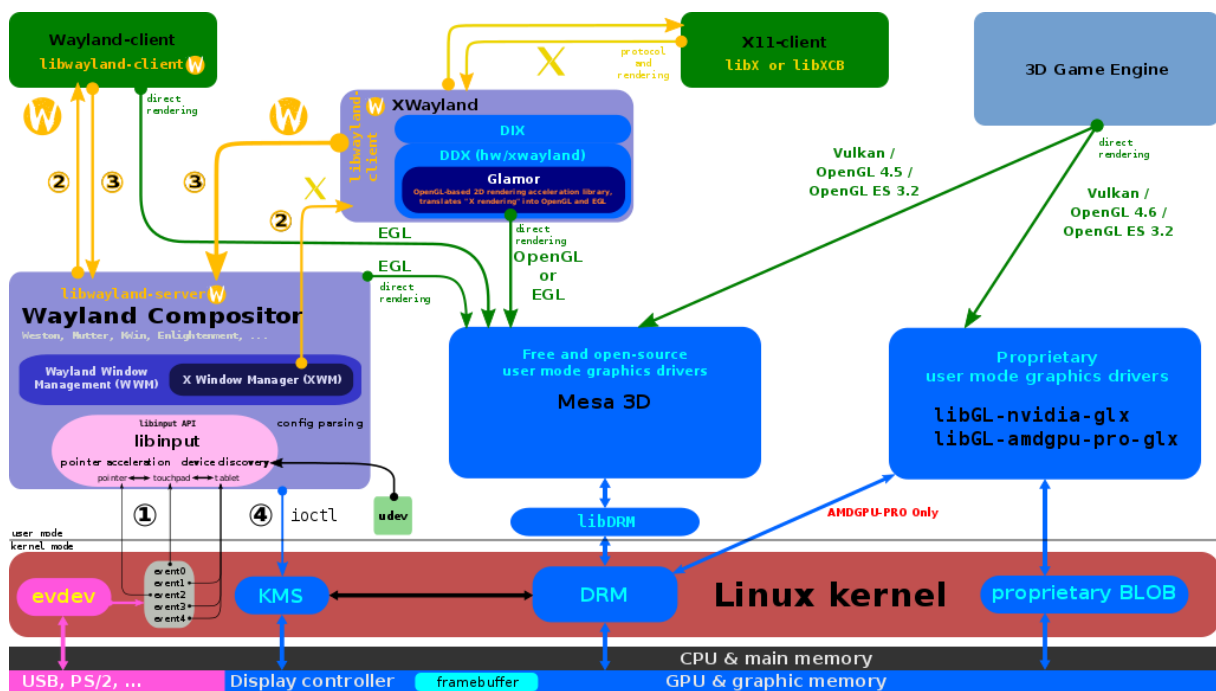 Wayland-client
libwayland-client W
direct
rendering
W
②
③
W
③
X
②
X
protocol
and
rendering
X11-client
libX or libXCB
3D Game Engine
direct
rendering
libwayland-
client
W XWayland
DIX
DDX (hw/xwayland)
Glamor
OpenGL-based 2D rendering acceleration library,
translates "X rendering" into OpenGL and EGL
direct
rendering
OpenGL
or
EGL
EGL
EGL
direct
rendering
Vulkan /
OpenGL 4.5 /
OpenGL ES 3.2
Vulkan /
OpenGL 4.6 /
OpenGL ES 3.2
libwayland-server W
Wayland Compositor
Weston, Mutter, KWin, Enlightenment, ...
Wayland Window
Management (WWM)
X Window Manager (XWM)
config parsing
libinput API
libinput
pointer acceleration device discovery
pointer touchpad tablet
Free and open-source
user mode graphics drivers
Mesa 3D
Proprietary
user mode graphics drivers
libGL-nvidia-glx
libGL-amdgpu-pro-glx
①
④ ioctl
udev
libDRM
AMDGPU-PRO Only
user mode
kernel mode
evdev
event0
event1
event2
event3
event4
KMS
DRM
Linux kernel
proprietary BLOB
CPU & main memory
USB, PS/2, ...
Display controller
framebuffer
GPU & graphic memory